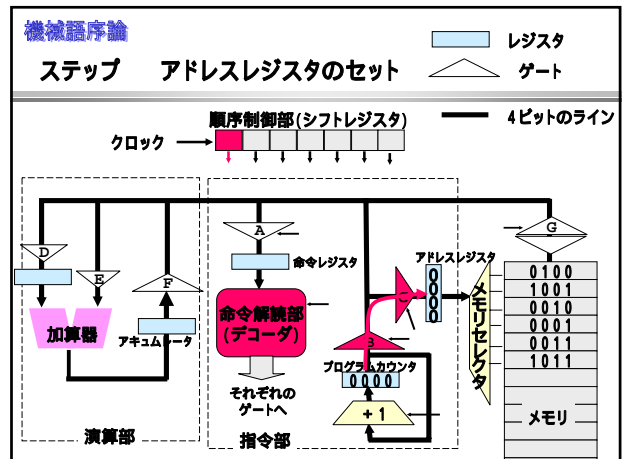 機械語序論
レジスタ
ステップ　アドレスレジスタのセット
ゲート
順序制御部(シフトレジスタ)
4ビットのライン
クロック
A
G
D
E
F
命令レジスタ
アドレスレジスタ
0000
C
B
命令解読部
(デコーダ)
加算器
アキュムレータ
プログラムカウンタ
0000
+1
それぞれの
ゲートへ
メモリセレクタ
0100
1001
0010
0001
0011
1011
メモリ
演算部
指令部